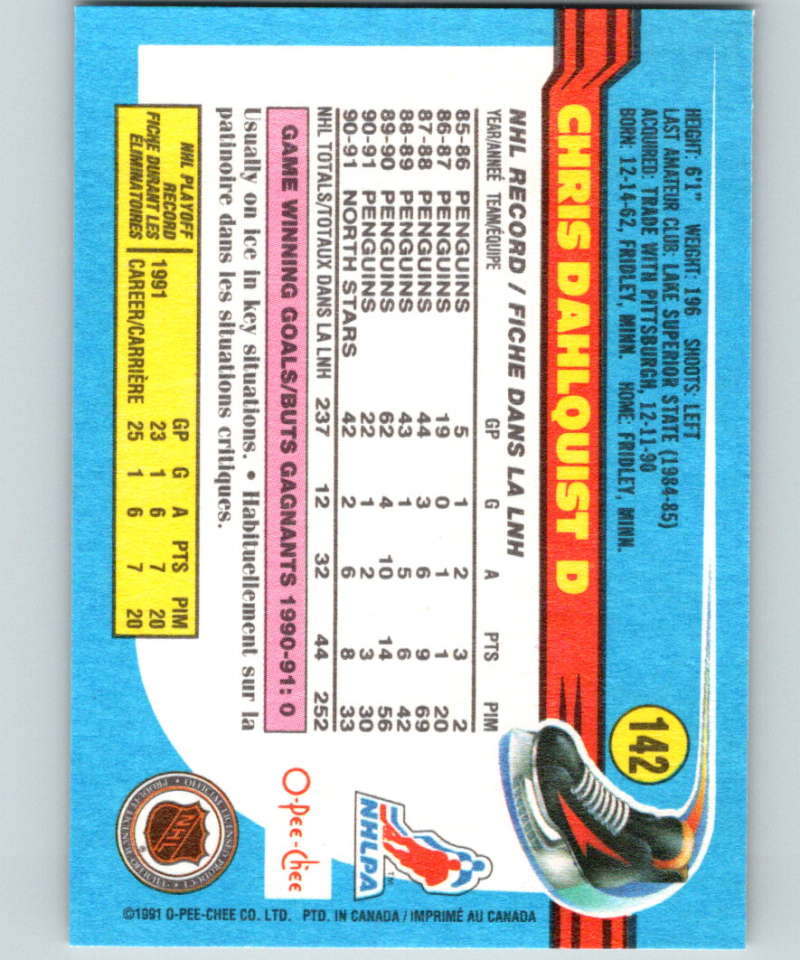 142
HEIGHT: 6'1" WEIGHT: 196 SHOOTS: LEFT
LAST AMATEUR CLUB: LAKE SUPERIOR STATE (1984-85)
ACQUIRED: TRADE WITH PITTSBURGH, 12-11-90
BORN: 12-14-62, FRIDLEY, MINN. HOME: FRIDLEY, MINN.
CHRIS DAHLQUIST D
NHL RECORD / FICHE DANS LA LNH
YEAR/ANNÉE TEAM/ÉQUIPE GP G A PTS PIM
85-86 PENGUINS 5 1 2 3 2
86-87 PENGUINS 19 0 1 1 20
87-88 PENGUINS 44 3 6 9 69
88-89 PENGUINS 43 1 5 6 42
89-90 PENGUINS 62 4 10 14 56
90-91 PENGUINS 22 1 2 3 30
90-91 NORTH STARS 42 2 6 8 33
NHL TOTALS/TOTAUX DANS LA LNH 237 12 32 44 252
GAME WINNING GOALS/BUTS GAGNANTS 1990-91: 0
Usually on ice in key situations. • Habituellement sur la
patinoire dans les situations critiques.
NHL PLAYOFF RECORD
FICHE DURANT LES ÉLIMINATOIRES
GP G A PTS PIM
1991 23 1 6 7 20
CAREER/CARRIÈRE 25 1 6 7 20
NHLPA
TM
O-Pee-Chee
NHL
OFFICIAL LICENSED PRODUCT
©1991 O-PEE-CHEE CO. LTD. PTD. IN CANADA / IMPRIMÉ AU CANADA